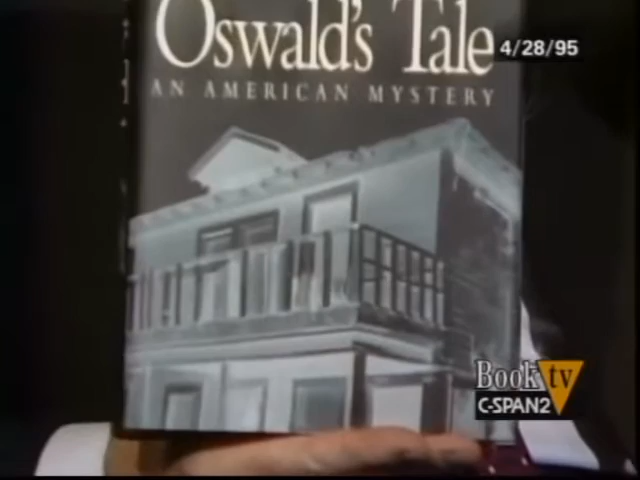 Oswald's Tale
4/28/95
AN AMERICAN MYSTERY
Book tv
C-SPAN2